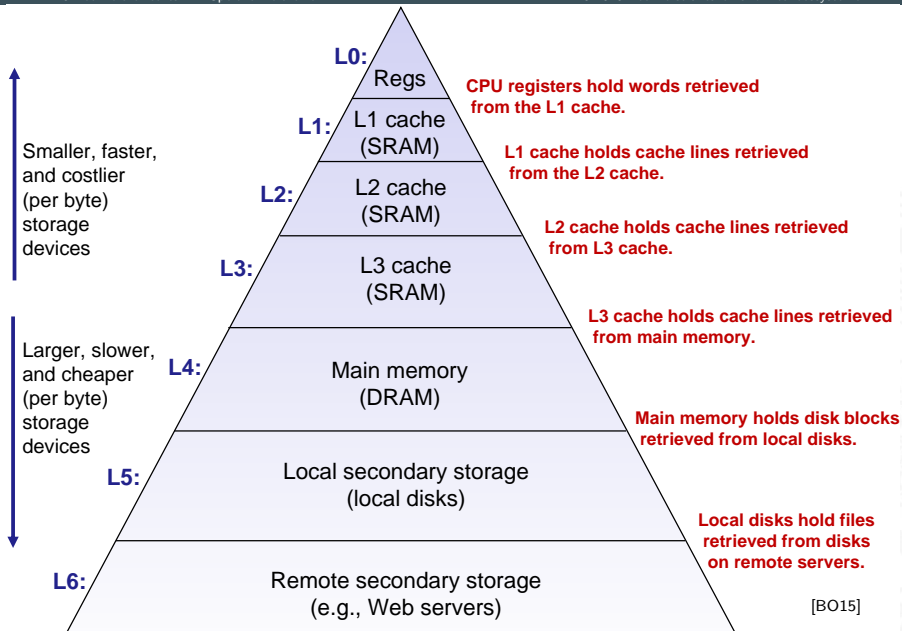 L0:
Regs
CPU registers hold words retrieved
from the L1 cache.
L1:
L1 cache
(SRAM)
L1 cache holds cache lines retrieved
from the L2 cache.
Smaller, faster,
and costlier
(per byte)
storage
devices
L2:
L2 cache
(SRAM)
L2 cache holds cache lines retrieved
from L3 cache.
L3:
L3 cache
(SRAM)
L3 cache holds cache lines retrieved
from main memory.
Larger, slower,
and cheaper
(per byte)
storage
devices
L4:
Main memory
(DRAM)
Main memory holds disk blocks
retrieved from local disks.
L5:
Local secondary storage
(local disks)
Local disks hold files
retrieved from disks
on remote servers.
L6:
Remote secondary storage
(e.g., Web servers)
[BO15]